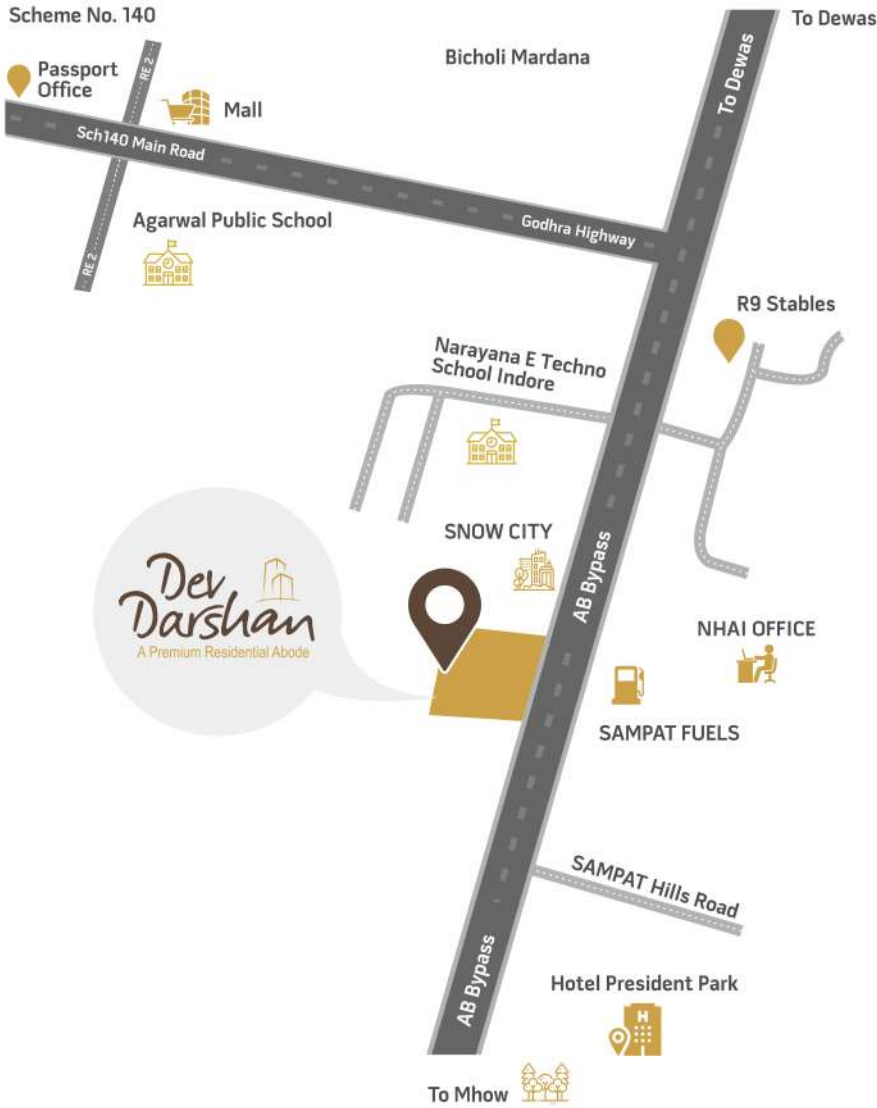 Scheme No. 140
To Dewas
Passport
Office
RE 2
Bicholi Mardana
To Dewas
Mall
Sch140 Main Road
Agarwal Public School
Godhra Highway
RE 2
R9 Stables
Narayana E Techno
School Indore
SNOW CITY
AB Bypass
Dev
Darshan
A Premium Residential Abode
NHAI OFFICE
SAMPAT FUELS
SAMPAT Hills Road
AB Bypass
Hotel President Park
H
To Mhow